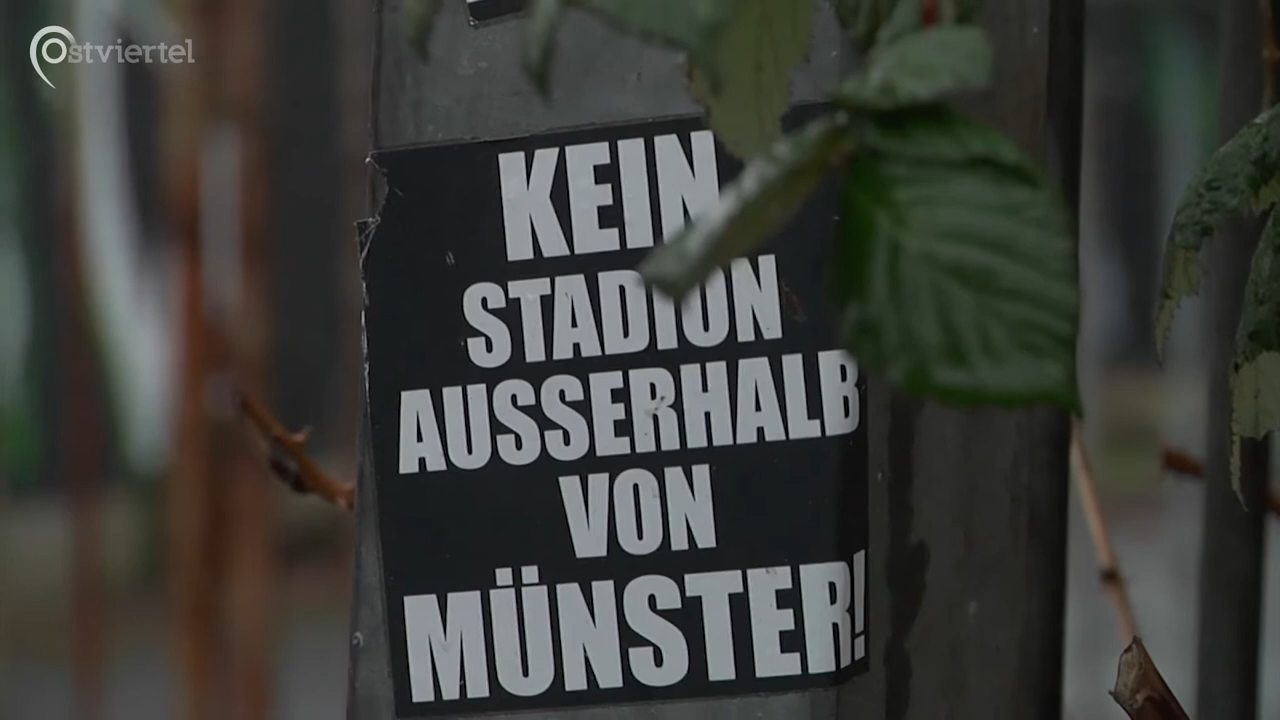 Ostviertel
KEIN
STADION
AUSSERHALB
VON
MÜNSTER!